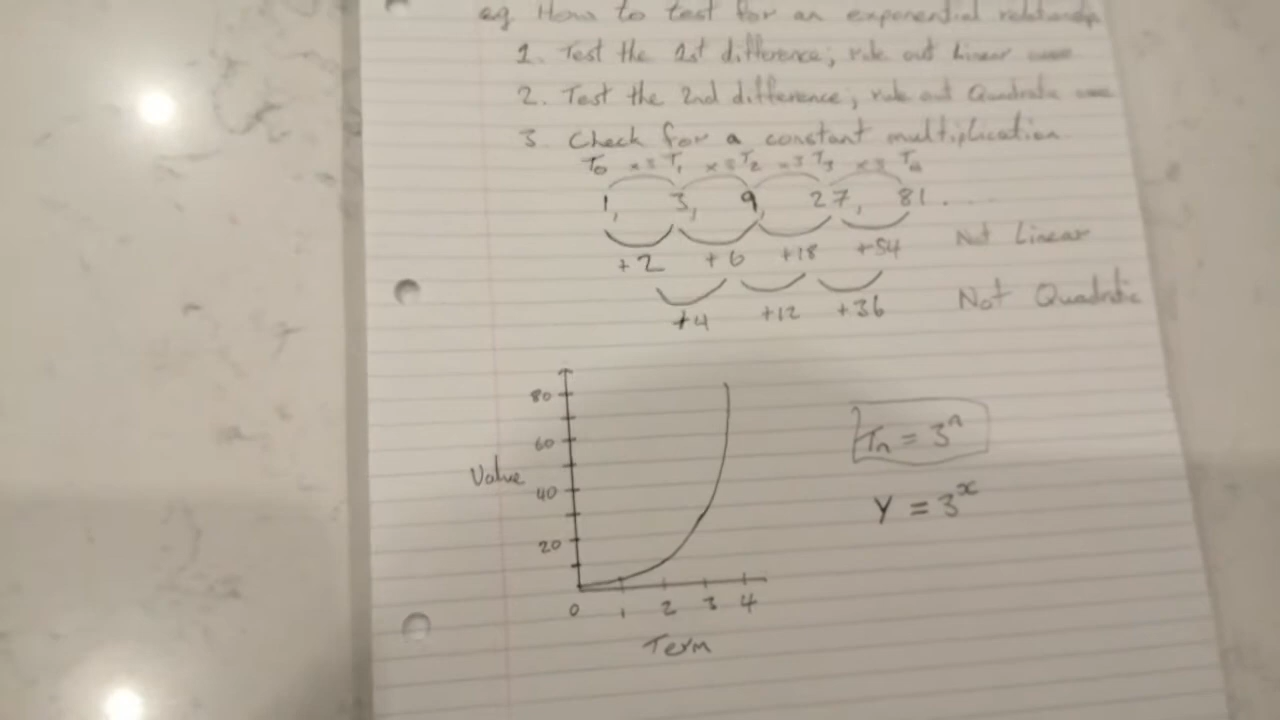 eg How to test for an exponential relationship
1. Test the 1st difference; rule out Linear
2. Test the 2nd difference; rule out Quadratic
3 Check for a constant multiplication
T0 ×3 T1 ×3 T2 ×3 T3 ×3 T4
1, 3, 9, 27, 81....
+2 +6 +18 +54 Not Linear
+4 +12 +36 Not Quadratic
80
60
Value
40
20
0 1 2 3 4
Term
Tn = 3^n
Y = 3^x